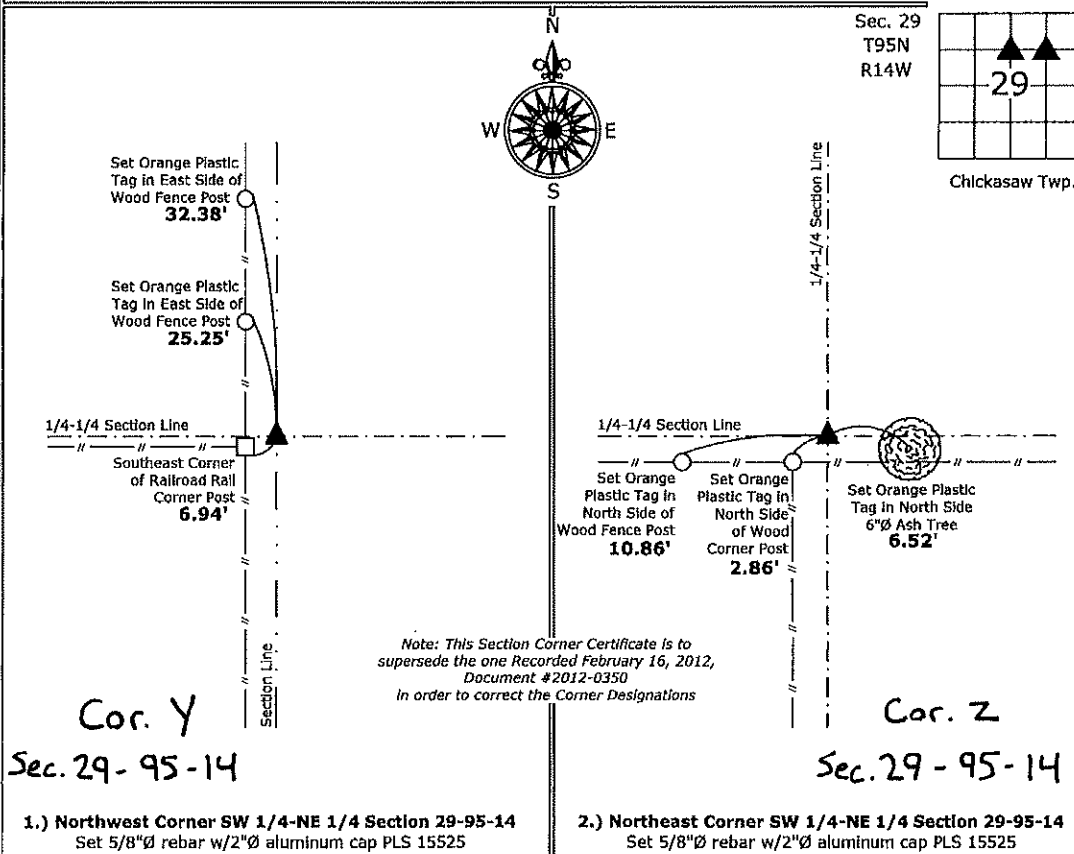 N
W
E
S
Sec. 29
T95N
R14W
29
Chickasaw Twp.
Set Orange Plastic
Tag in East Side of
Wood Fence Post
32.38'
Set Orange Plastic
Tag in East Side of
Wood Fence Post
25.25'
1/4-1/4 Section Line
Southeast Corner
of Railroad Rail
Corner Post
6.94'
Section Line
Cor. Y
Sec. 29-95-14
1.) Northwest Corner SW 1/4-NE 1/4 Section 29-95-14
Set 5/8"Ø rebar w/2"Ø aluminum cap PLS 15525
Note: This Section Corner Certificate is to
supersede the one Recorded February 16, 2012,
Document #2012-0350
in order to correct the Corner Designations
1/4-1/4 Section Line
1/4-1/4 Section Line
Set Orange
Plastic Tag in
North Side of
Wood Fence Post
10.86'
Set Orange
Plastic Tag in
North Side
of Wood
Corner Post
2.86'
Set Orange Plastic
Tag in North Side
6"Ø Ash Tree
6.52'
Cor. Z
Sec. 29-95-14
2.) Northeast Corner SW 1/4-NE 1/4 Section 29-95-14
Set 5/8"Ø rebar w/2"Ø aluminum cap PLS 15525